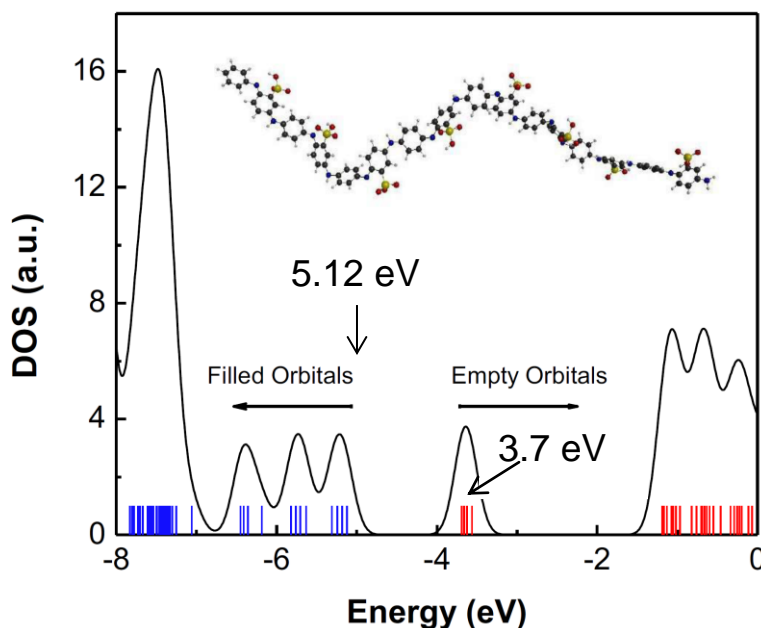 16
12
8
4
0
DOS (a.u.)
5.12 eV
Filled Orbitals
Empty Orbitals
3.7 eV
-8
-6
-4
-2
0
Energy (eV)